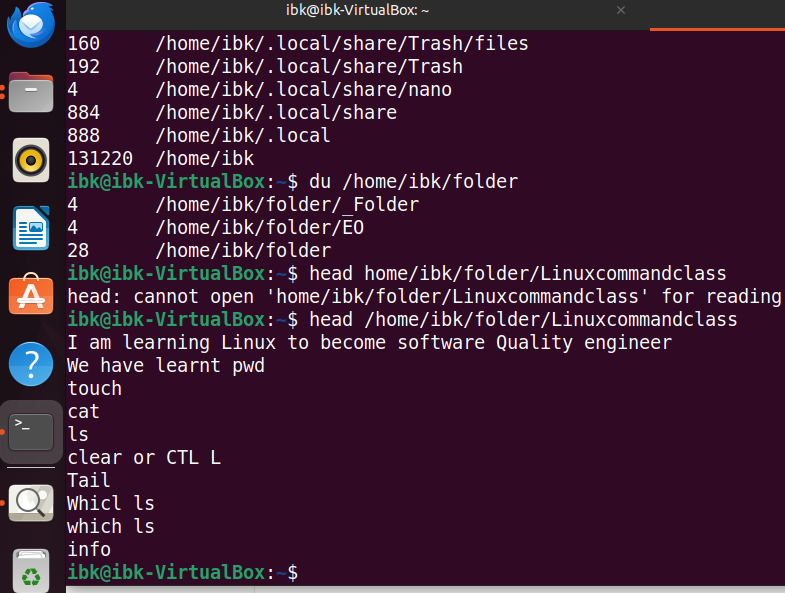 ibk@ibk-VirtualBox: ~
160 /home/ibk/.local/share/Trash/files
192 /home/ibk/.local/share/Trash
4 /home/ibk/.local/share/nano
884 /home/ibk/.local/share
888 /home/ibk/.local
131220 /home/ibk
ibk@ibk-VirtualBox:~$ du /home/ibk/folder
4 /home/ibk/folder/_Folder
4 /home/ibk/folder/EO
28 /home/ibk/folder
ibk@ibk-VirtualBox:~$ head home/ibk/folder/Linuxcommandclass
head: cannot open 'home/ibk/folder/Linuxcommandclass' for reading
ibk@ibk-VirtualBox:~$ head /home/ibk/folder/Linuxcommandclass
I am learning Linux to become software Quality engineer
We have learnt pwd
touch
cat
ls
clear or CTL L
Tail
Whicl ls
which ls
info
ibk@ibk-VirtualBox:~$